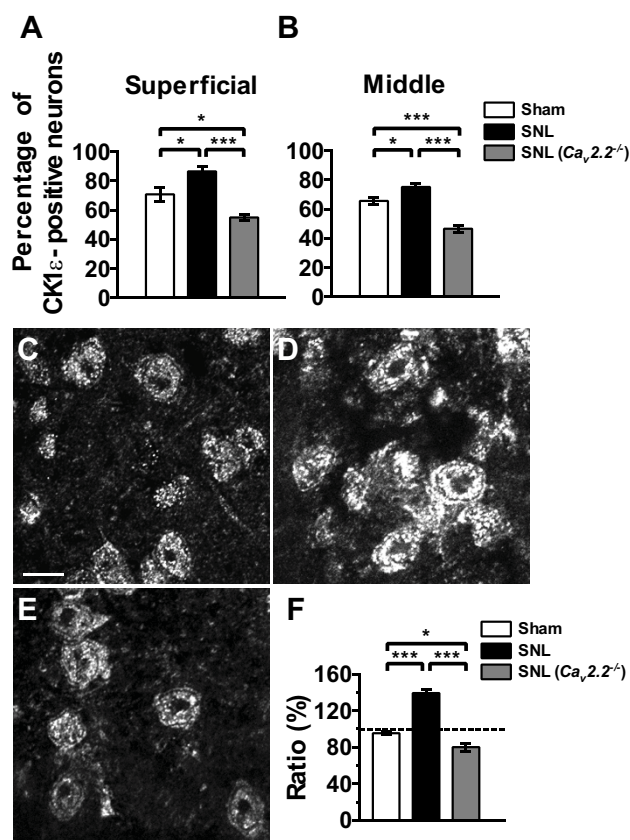 A
B
Superficial
Middle
Percentage of
CK1ε- positive neurons
Sham
SNL
SNL (Cav2.2-/-)
*
* ***
***
* ***
100
80
60
40
20
0
100
80
60
40
20
0
C
D
E
F
Sham
SNL
SNL (Cav2.2-/-)
*
*** ***
Ratio (%)
160
120
80
40
0